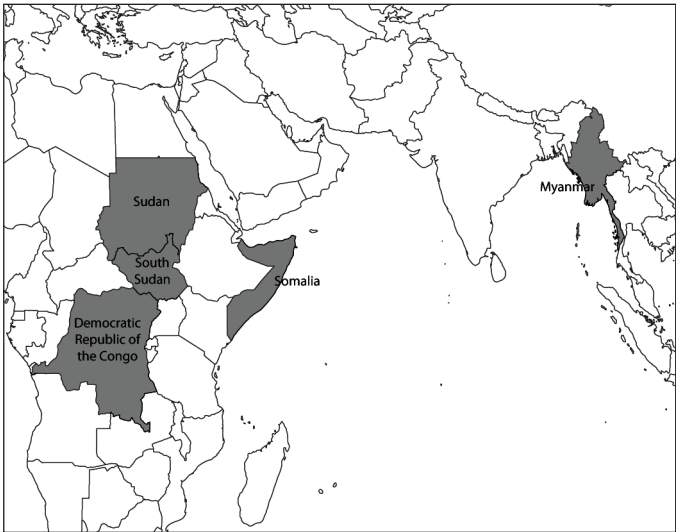 Myanmar
Sudan
South
Sudan
Somalia
Democratic
Republic of
the Congo